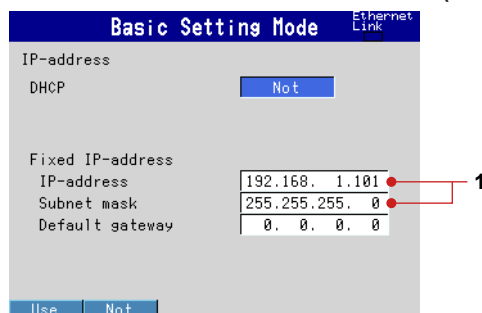 Basic Setting Mode Ethernet Link
IP-address
DHCP Not
Fixed IP-address
IP-address 192.168. 1.101
1
Subnet mask 255.255.255. 0
Default gateway 0. 0. 0. 0
Use Not